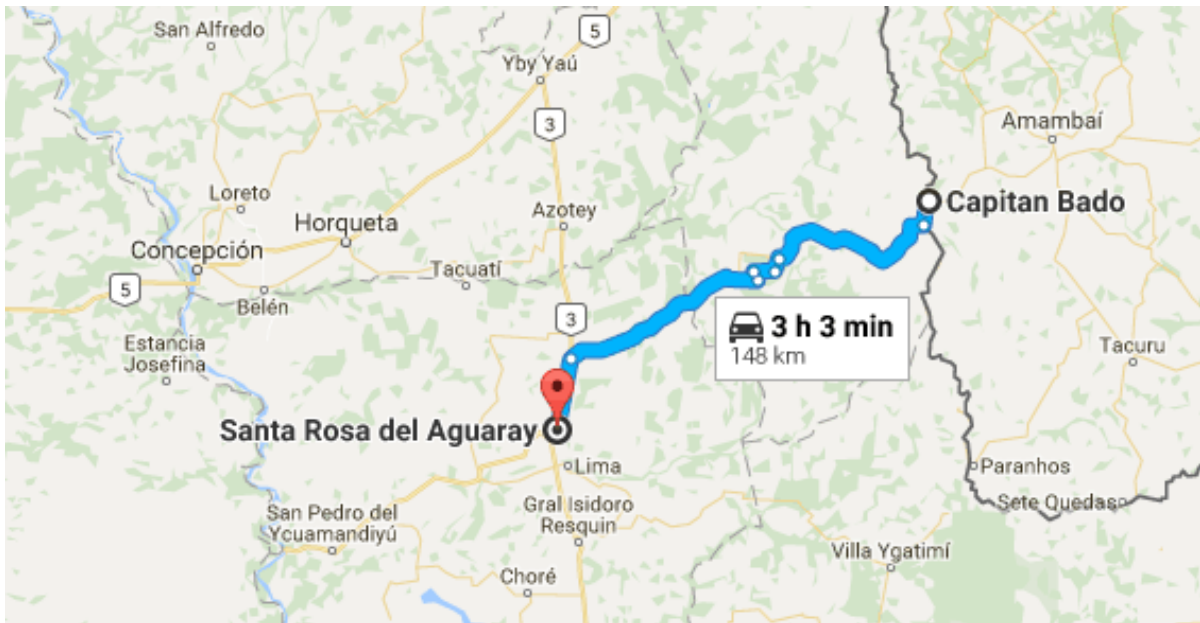 San Alfredo
5
Yby Yaú
3
Amambaí
Loreto
Horqueta
Azotey
Capitan Bado
Concepción
Tacuatí
5
Belén
3
3 h 3 min
148 km
Estancia
Josefina
Tacuru
Santa Rosa del Aguaray
Lima
Paranhos
Sete Quedas
San Pedro del
Ycuamandiyú
Gral Isidoro
Resquin
Villa Ygatimí
Choré